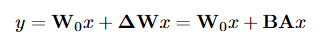 y = W₀x + ΔWx = W₀x + BAx